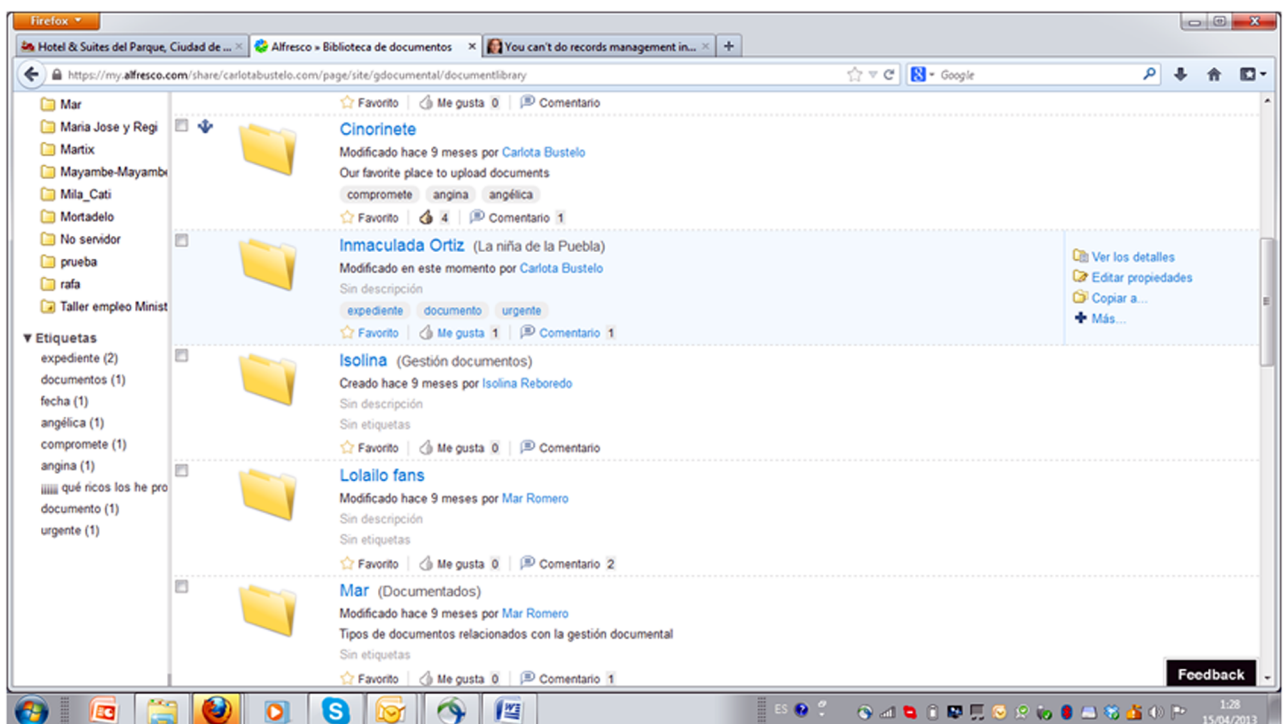 Firefox
Hotel & Suites del Parque, Ciudad de ...
Alfresco » Biblioteca de documentos
You can't do records management in...
https://my.alfresco.com/share/carlotabustelo.com/page/site/gdocumental/documentlibrary
Google
Mar
Maria Jose y Regi
Martix
Mayambe-Mayambe
Mila_Cati
Mortadelo
No servidor
prueba
rafa
Taller empleo Minist
Etiquetas
expediente (2)
documentos (1)
fecha (1)
angélica (1)
compromete (1)
angina (1)
¡¡¡¡¡¡ qué ricos los he pro
documento (1)
urgente (1)
Favorito Me gusta 0 Comentario
Cinorinete
Modificado hace 9 meses por Carlota Bustelo
Our favorite place to upload documents
compromete angina angélica
Favorito 4 Comentario 1
Inmaculada Ortiz (La niña de la Puebla)
Modificado en este momento por Carlota Bustelo
Sin descripción
expediente documento urgente
Favorito Me gusta 1 Comentario 1
Ver los detalles
Editar propiedades
Copiar a...
Más...
Isolina (Gestión documentos)
Creado hace 9 meses por Isolina Reboredo
Sin descripción
Sin etiquetas
Favorito Me gusta 0 Comentario
Lolailo fans
Modificado hace 9 meses por Mar Romero
Sin descripción
Sin etiquetas
Favorito Me gusta 0 Comentario 2
Mar (Documentados)
Modificado hace 9 meses por Mar Romero
Tipos de documentos relacionados con la gestión documental
Sin etiquetas
Favorito Me gusta 0 Comentario 1
Feedback
ES
1:28
15/04/2013